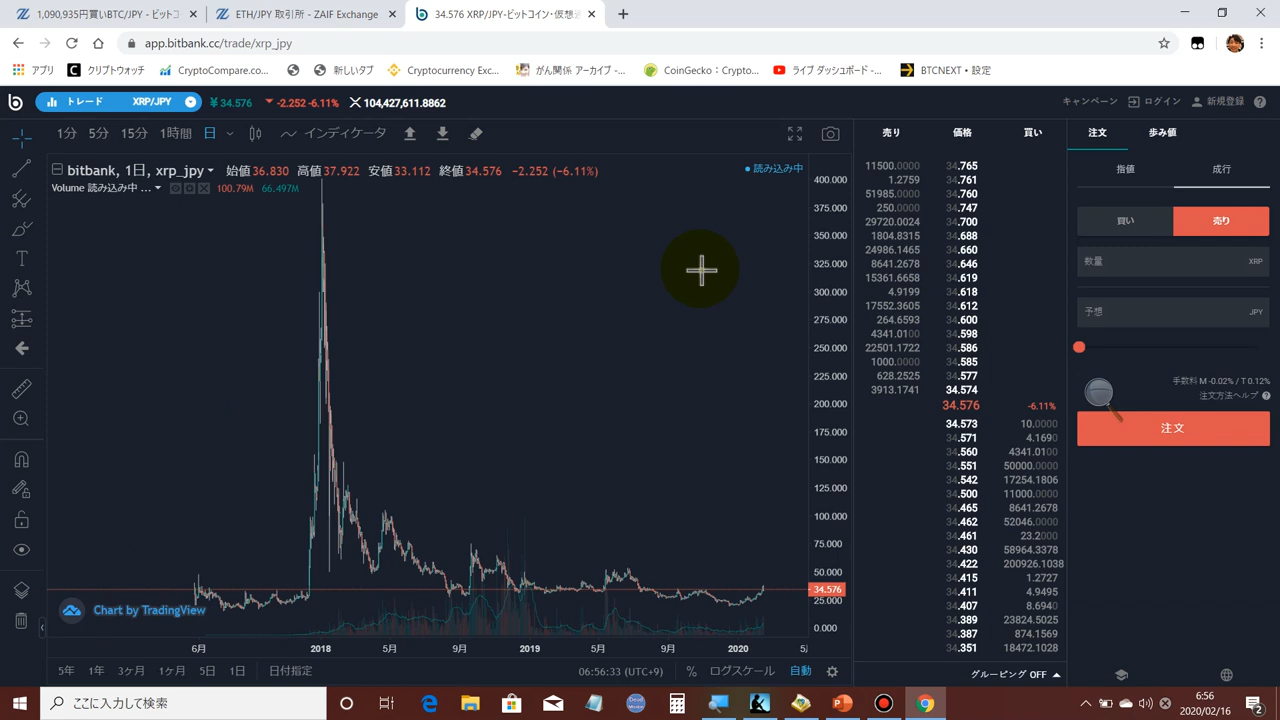 1,090,935円買いBTC/JPY - ビットコ
ETH/JPY 取引所 - ZAIF Exchange
34.576 XRP/JPY-ビットコイン・仮想通
app.bitbank.cc/trade/xrp_jpy
アプリ
クリプトウォッチ
CryptoCompare.co...
新しいタブ
Cryptocurrency Exc...
がん関係 アーカイブ -...
CoinGecko：Crypto...
ライブ ダッシュボード -...
BTCNEXT・設定
トレード XRP/JPY
¥34.576 -2.252 -6.11% 104,427,611.8862
キャンペーン ログイン 新規登録
1分 5分 15分 1時間 日 インディケータ
bitbank, 1日, xrp_jpy 始値36.830 高値37.922 安値33.112 終値34.576 -2.252 (-6.11%)
読み込み中
Volume 読み込み中 ... 100.79M 66.497M
400.000
375.000
350.000
325.000
300.000
275.000
250.000
225.000
200.000
175.000
150.000
125.000
100.000
75.000
50.000
34.576
25.000
0.000
Chart by TradingView
6月 2018 5月 9月 2019 5月 9月 2020
5年 1年 3ヶ月 1ヶ月 5日 1日 日付指定
06:56:33 (UTC+9) % ログスケール 自動
売り 価格 買い
11500.0000 34.765
1.2759 34.761
51985.0000 34.760
250.0000 34.747
29720.0024 34.700
1804.8315 34.688
24986.1465 34.660
8641.2678 34.646
15361.6658 34.619
4.9199 34.618
17552.3605 34.612
264.6593 34.600
4341.0100 34.598
22501.1722 34.586
1000.0000 34.585
628.2525 34.577
3913.1741 34.574
34.576 -6.11%
34.573 10.0000
34.571 4.1690
34.560 4341.0100
34.551 50000.0000
34.542 17254.1806
34.500 11000.0000
34.465 8641.2678
34.462 52046.0000
34.461 23.2000
34.430 58964.3378
34.422 200926.1038
34.415 1.2727
34.411 4.9495
34.407 8.6940
34.389 23824.5025
34.387 874.1569
34.351 18472.1028
グルーピング OFF
注文 歩み値
指値 成行
買い 売り
数量 XRP
予想 JPY
手数料 M -0.02% / T 0.12%
注文方法ヘルプ
注文
ここに入力して検索
6:56
2020/02/16